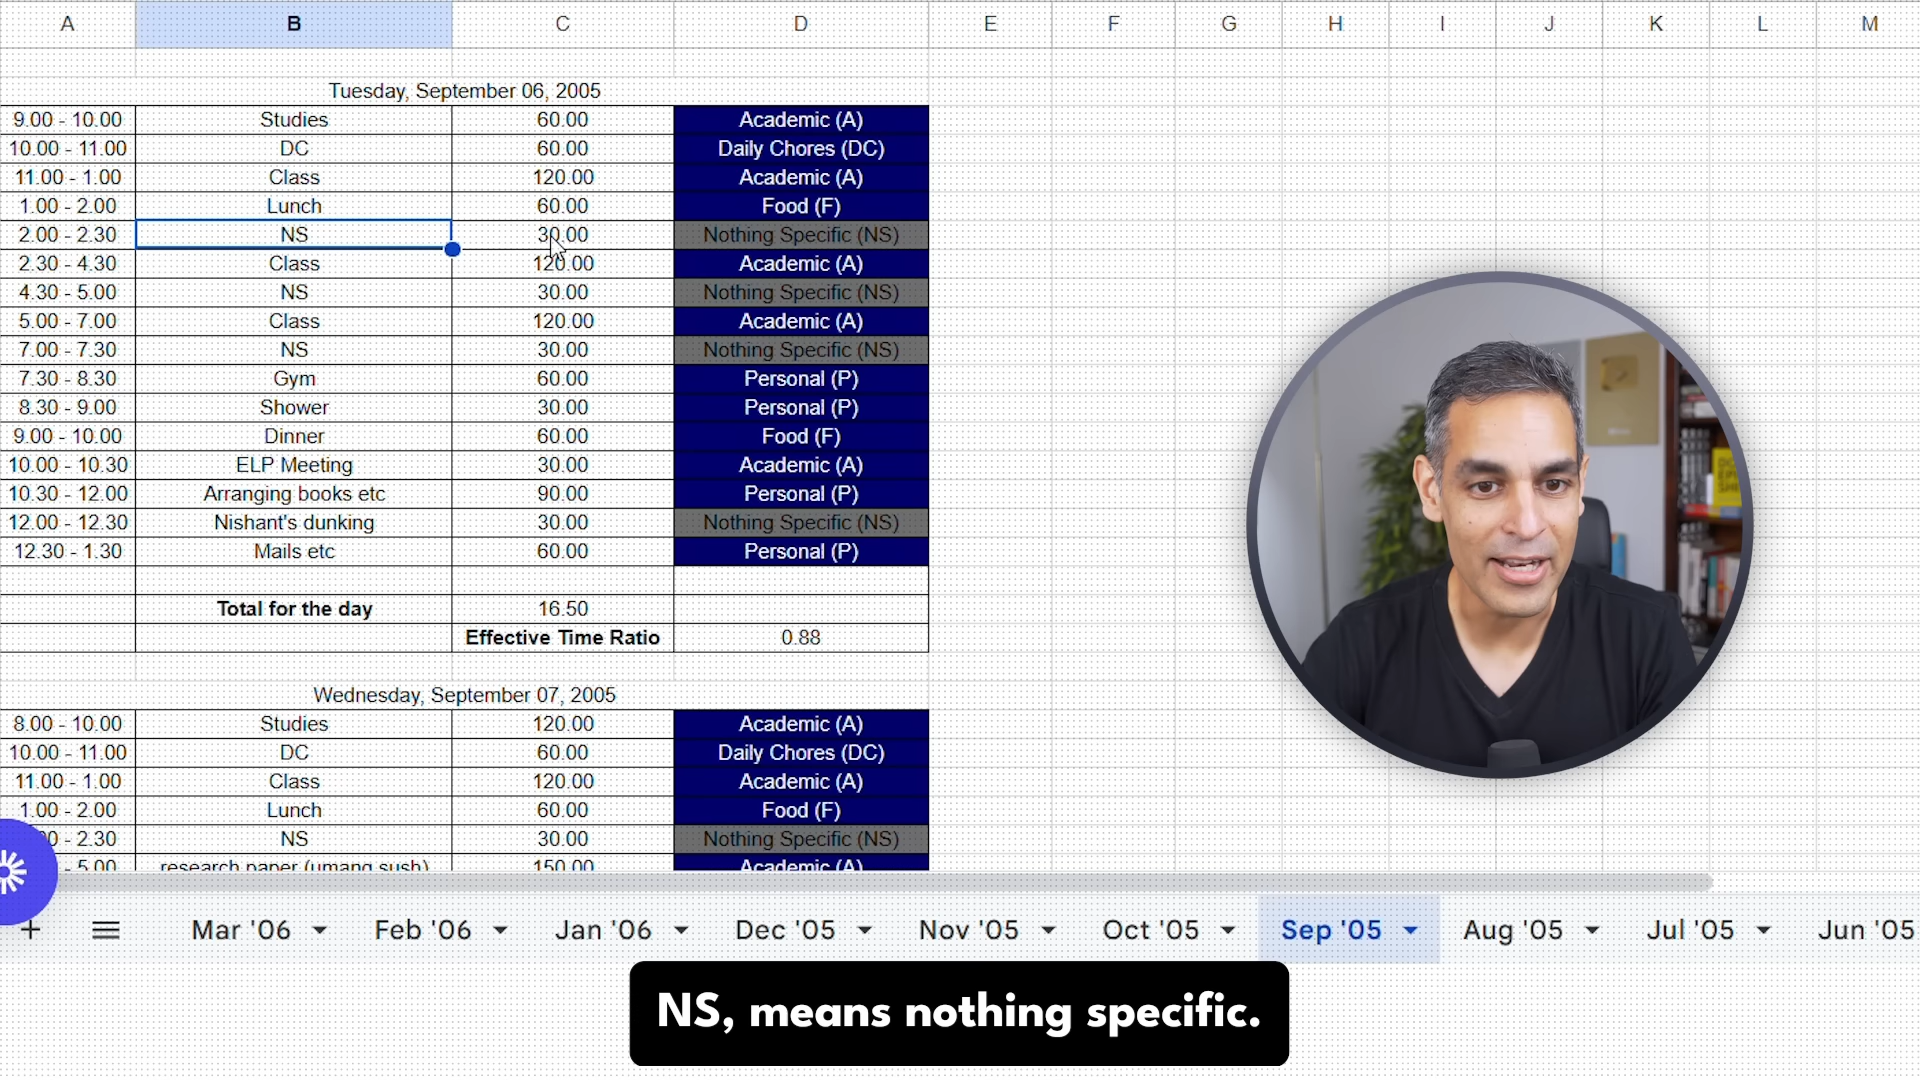 A B C D E F G H I J K L M
Tuesday, September 06, 2005
9.00 - 10.00 Studies 60.00 Academic (A)
10.00 - 11.00 DC 60.00 Daily Chores (DC)
11.00 - 1.00 Class 120.00 Academic (A)
1.00 - 2.00 Lunch 60.00 Food (F)
2.00 - 2.30 NS 30.00 Nothing Specific (NS)
2.30 - 4.30 Class 120.00 Academic (A)
4.30 - 5.00 NS 30.00 Nothing Specific (NS)
5.00 - 7.00 Class 120.00 Academic (A)
7.00 - 7.30 NS 30.00 Nothing Specific (NS)
7.30 - 8.30 Gym 60.00 Personal (P)
8.30 - 9.00 Shower 30.00 Personal (P)
9.00 - 10.00 Dinner 60.00 Food (F)
10.00 - 10.30 ELP Meeting 30.00 Academic (A)
10.30 - 12.00 Arranging books etc 90.00 Personal (P)
12.00 - 12.30 Nishant's dunking 30.00 Nothing Specific (NS)
12.30 - 1.30 Mails etc 60.00 Personal (P)
Total for the day 16.50
Effective Time Ratio 0.88
Wednesday, September 07, 2005
8.00 - 10.00 Studies 120.00 Academic (A)
10.00 - 11.00 DC 60.00 Daily Chores (DC)
11.00 - 1.00 Class 120.00 Academic (A)
1.00 - 2.00 Lunch 60.00 Food (F)
- 2.30 NS 30.00 Nothing Specific (NS)
- 5.00 research paper (umang sush) 150.00 Academic (A)
Mar '06 Feb '06 Jan '06 Dec '05 Nov '05 Oct '05 Sep '05 Aug '05 Jul '05 Jun '05
NS, means nothing specific.